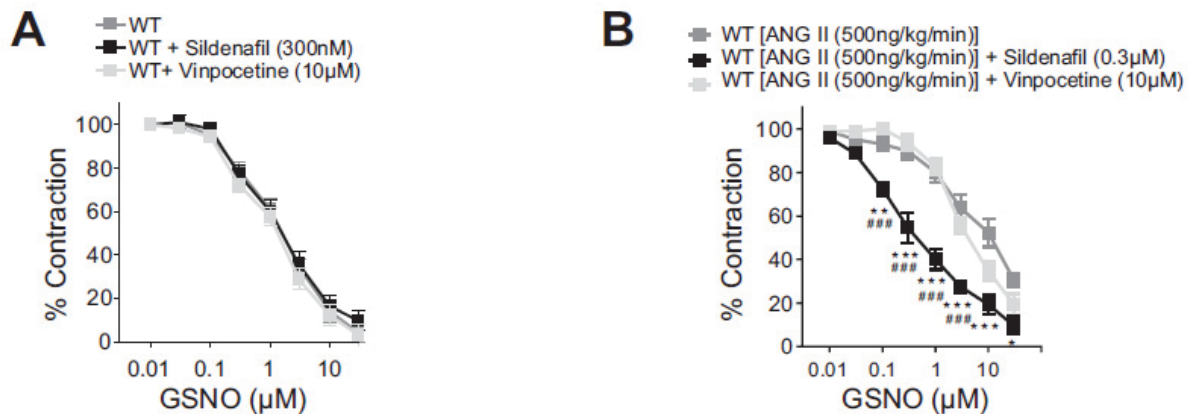 A
WT
WT + Sildenafil (300nM)
WT+ Vinpocetine (10µM)
% Contraction
100
80
60
40
20
0
0.01 0.1 1 10
GSNO (µM)
B
WT [ANG II (500ng/kg/min)]
WT [ANG II (500ng/kg/min)] + Sildenafil (0.3µM)
WT [ANG II (500ng/kg/min)] + Vinpocetine (10µM)
% Contraction
100
80
60
40
20
0
**
###
***
###
***
###
***
###
***
*
0.01 0.1 1 10
GSNO (µM)